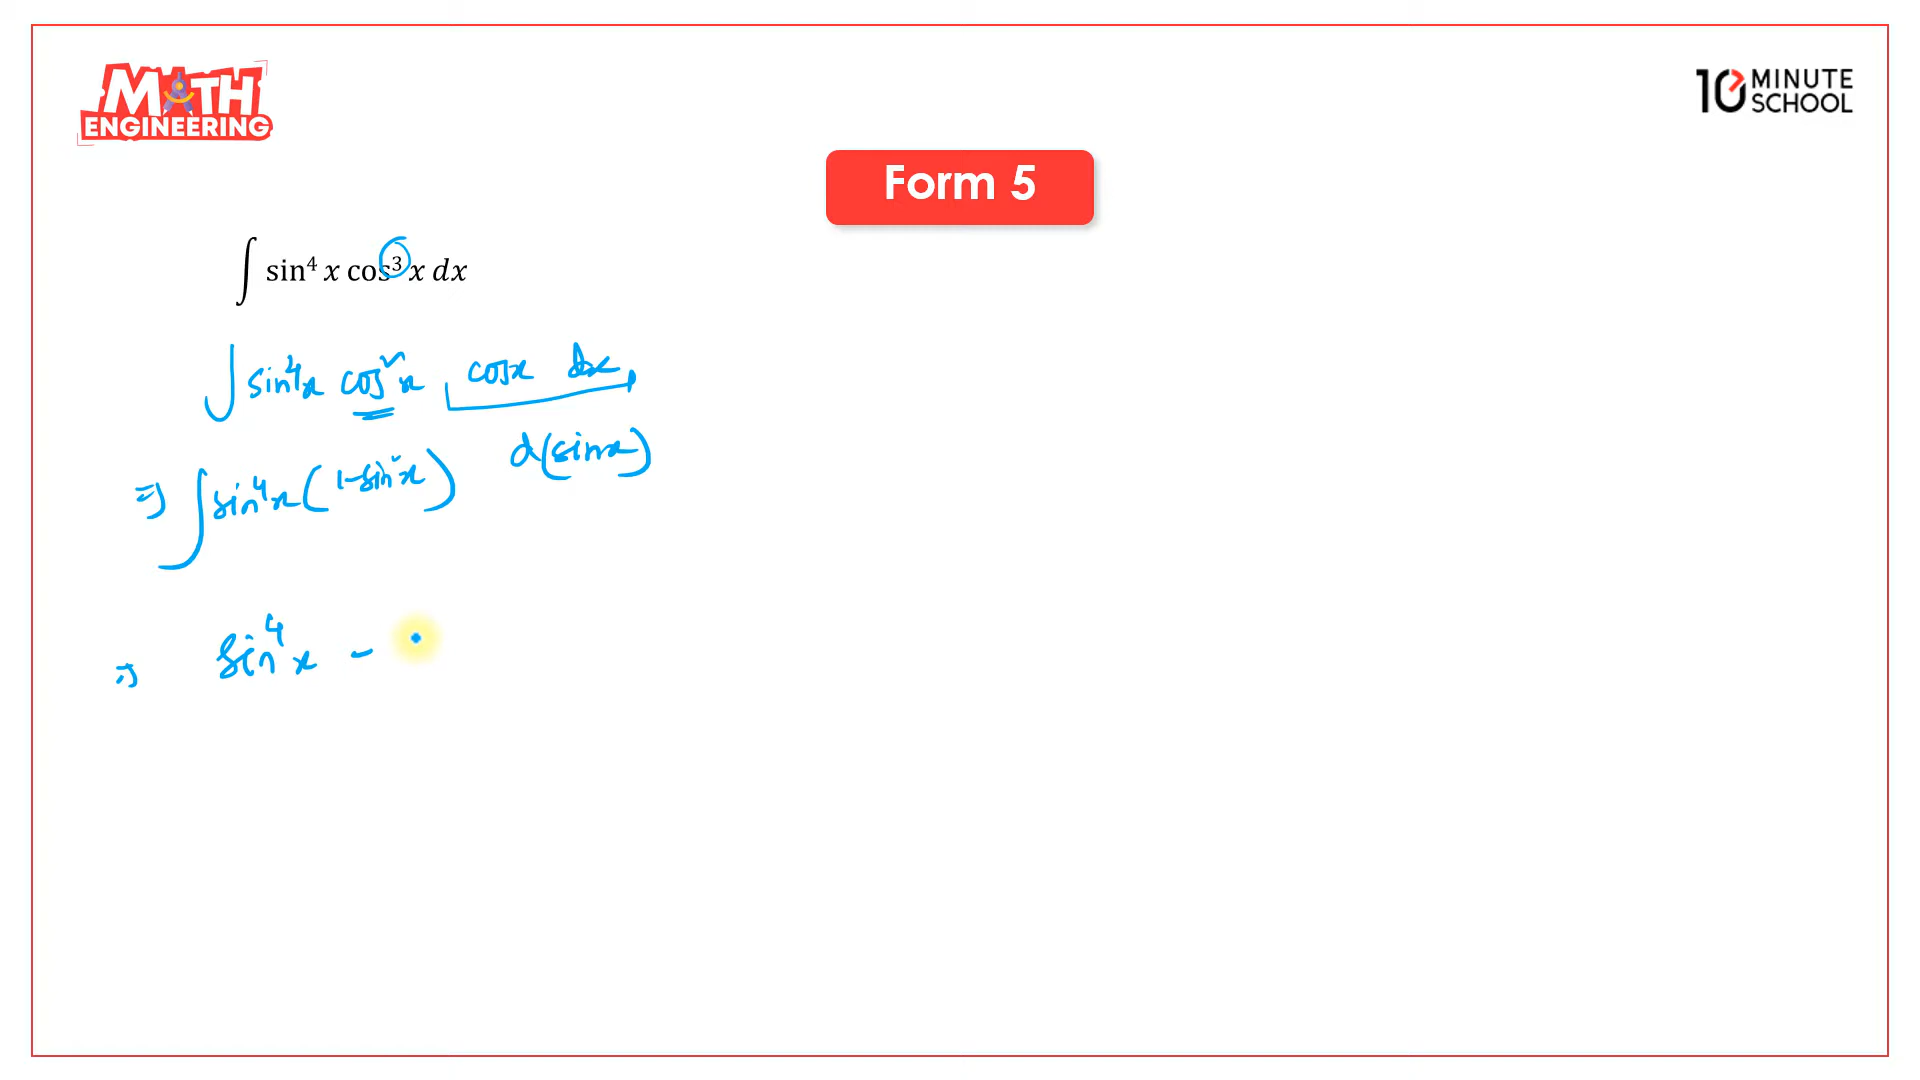 MATH
ENGINEERING
10 MINUTE
SCHOOL
Form 5
∫ sin⁴ x cos³ x dx
∫ sin⁴x cos²x cosx dx
d(sinx)
⇒ ∫ sin⁴x (1-sin²x)
⇒ sin⁴x -